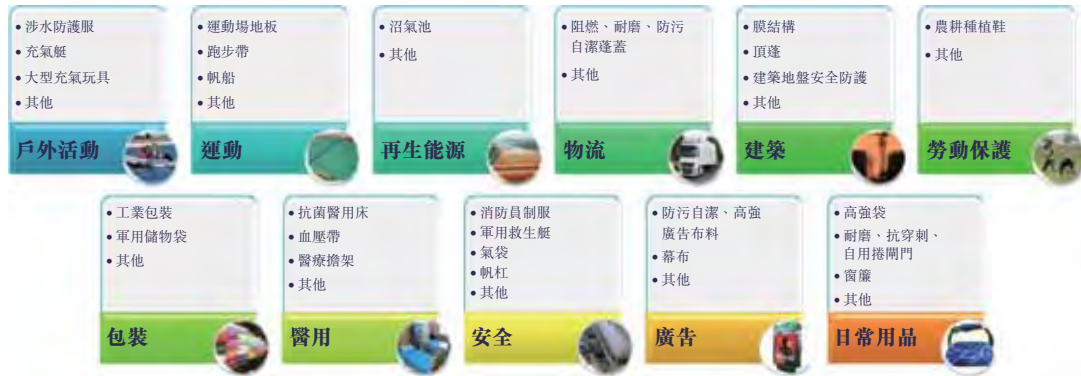 • 涉水防護服
• 充氣艇
• 大型充氣玩具
• 其他
戶外活動
• 運動場地板
• 跑步帶
• 帆船
• 其他
運動
• 沼氣池
• 其他
再生能源
• 阻燃、耐磨、防污
自潔蓬蓋
• 其他
物流
• 膜結構
• 頂蓬
• 建築地盤安全防護
• 其他
建築
• 農耕種植鞋
• 其他
勞動保護
• 工業包裝
• 軍用儲物袋
• 其他
包裝
• 抗菌醫用床
• 血壓帶
• 醫療擔架
• 其他
醫用
• 消防員制服
• 軍用救生艇
• 氣袋
• 帆杠
• 其他
安全
• 防污自潔、高強
廣告布料
• 幕布
• 其他
廣告
• 高強袋
• 耐磨、抗穿刺、
自用捲閘門
• 窗簾
• 其他
日常用品